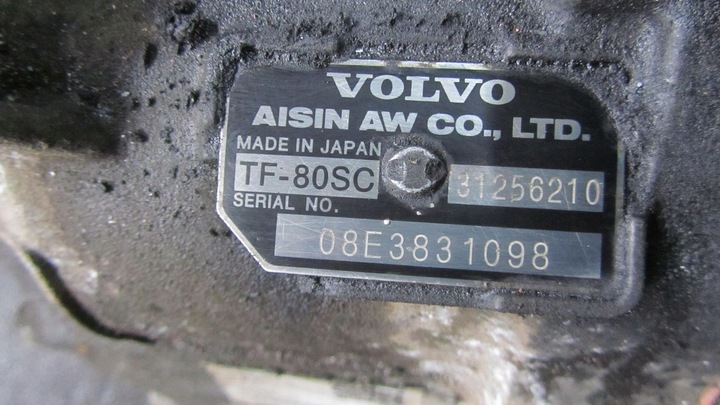 VOLVO
AISIN AW CO., LTD.
MADE IN JAPAN
TF-80SC 31256210
SERIAL NO.
08E3831098